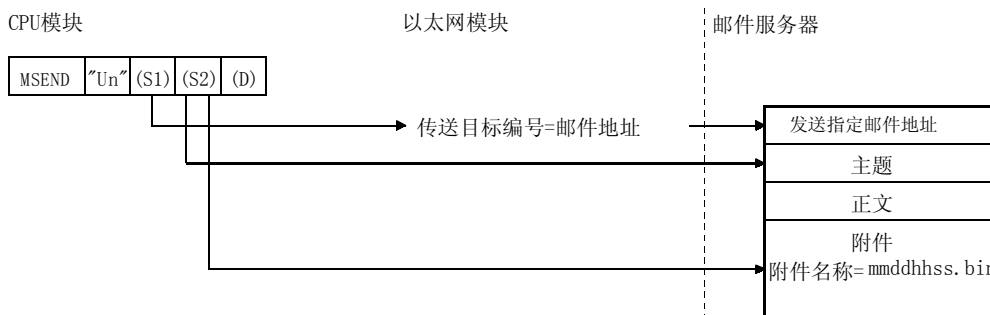 CPU模块 以太网模块 邮件服务器
MSEND "Un" (S1) (S2) (D)
传送目标编号=邮件地址 发送指定邮件地址
主题
正文
附件
附件名称=mmddhhss.bin